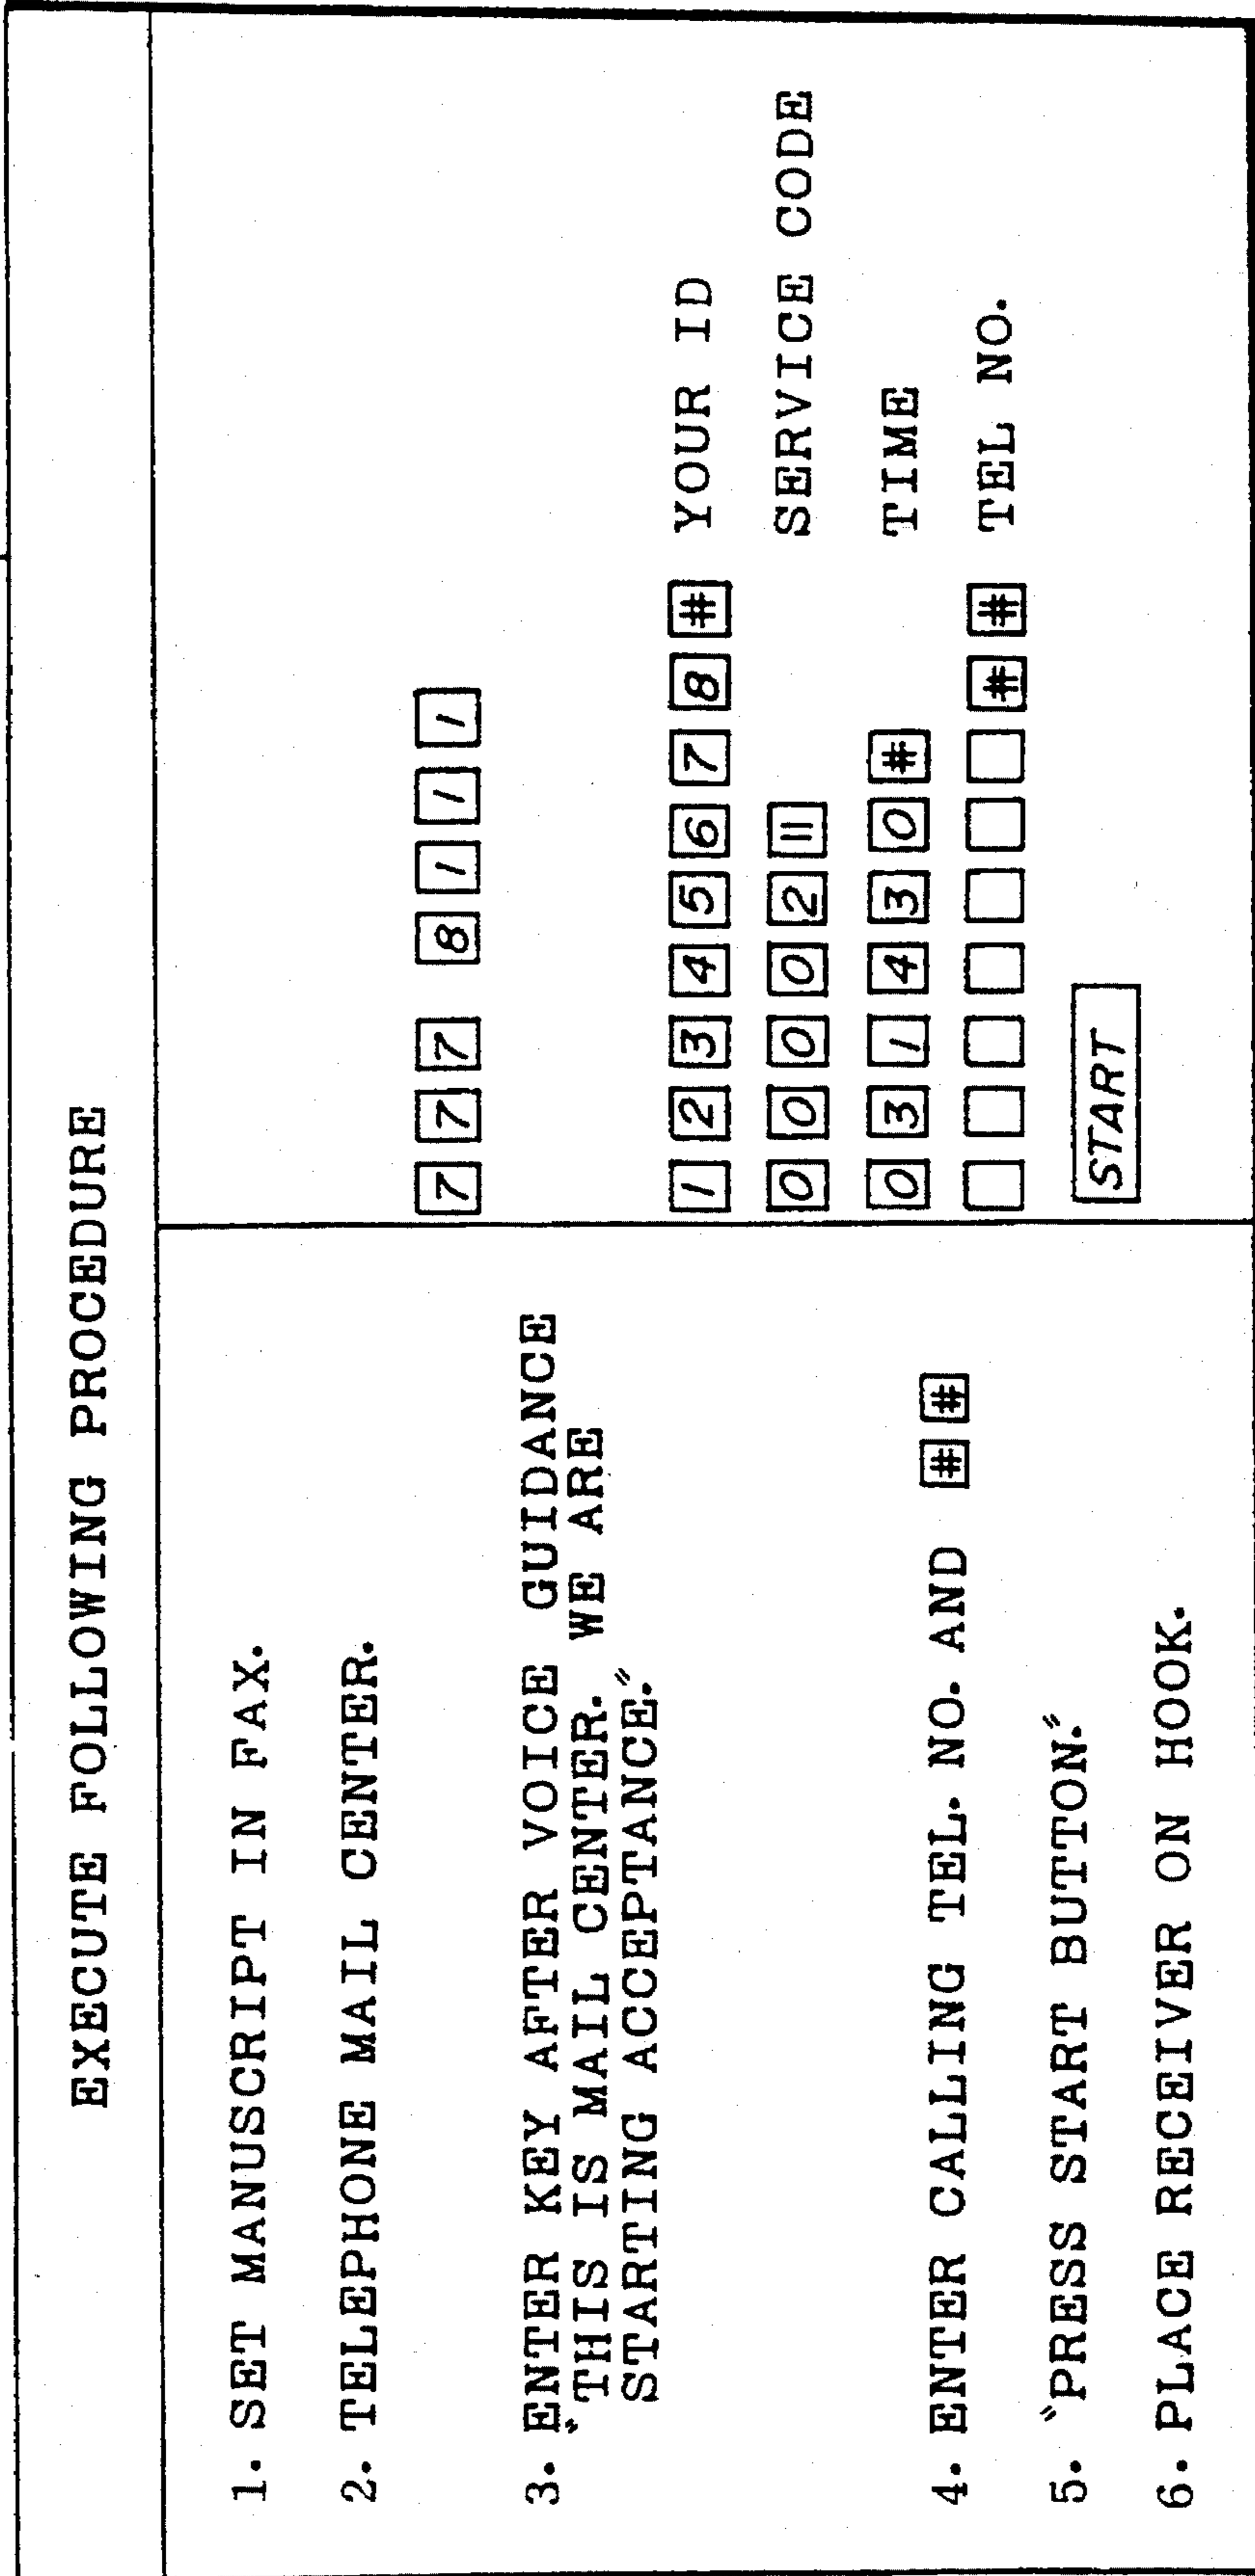 EXECUTE FOLLOWING PROCEDURE
1. SET MANUSCRIPT IN FAX.
2. TELEPHONE MAIL CENTER.
7 7 7 8 1 1 1
3. ENTER KEY AFTER VOICE GUIDANCE
"THIS IS MAIL CENTER. WE ARE
STARTING ACCEPTANCE."
1 2 3 4 5 6 7 8 # YOUR ID
0 0 0 0 2 = SERVICE CODE
0 3 1 4 3 0 # TIME
4. ENTER CALLING TEL. NO. AND # #
# # TEL NO.
5. "PRESS START BUTTON."
START
6. PLACE RECEIVER ON HOOK.